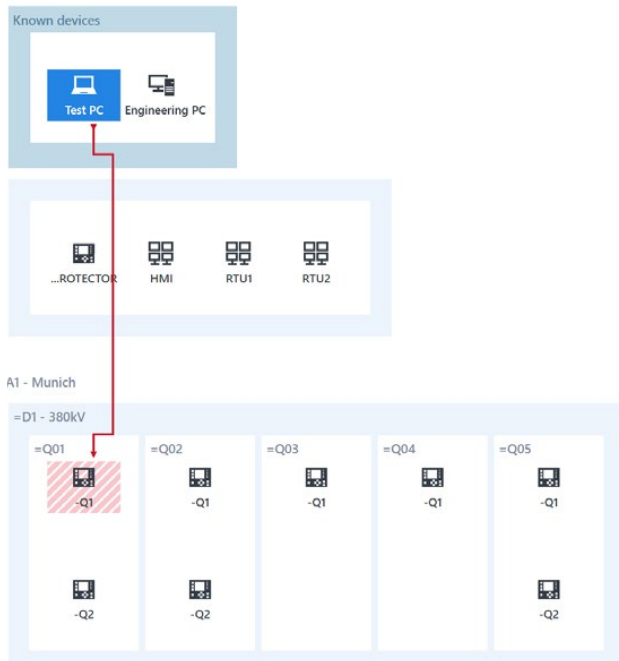 Known devices
Test PC
Engineering PC
...ROTECTOR
HMI
RTU1
RTU2
A1 - Munich
=D1 - 380kV
=Q01
=Q02
=Q03
=Q04
=Q05
-Q1
-Q1
-Q1
-Q1
-Q1
-Q2
-Q2
-Q2